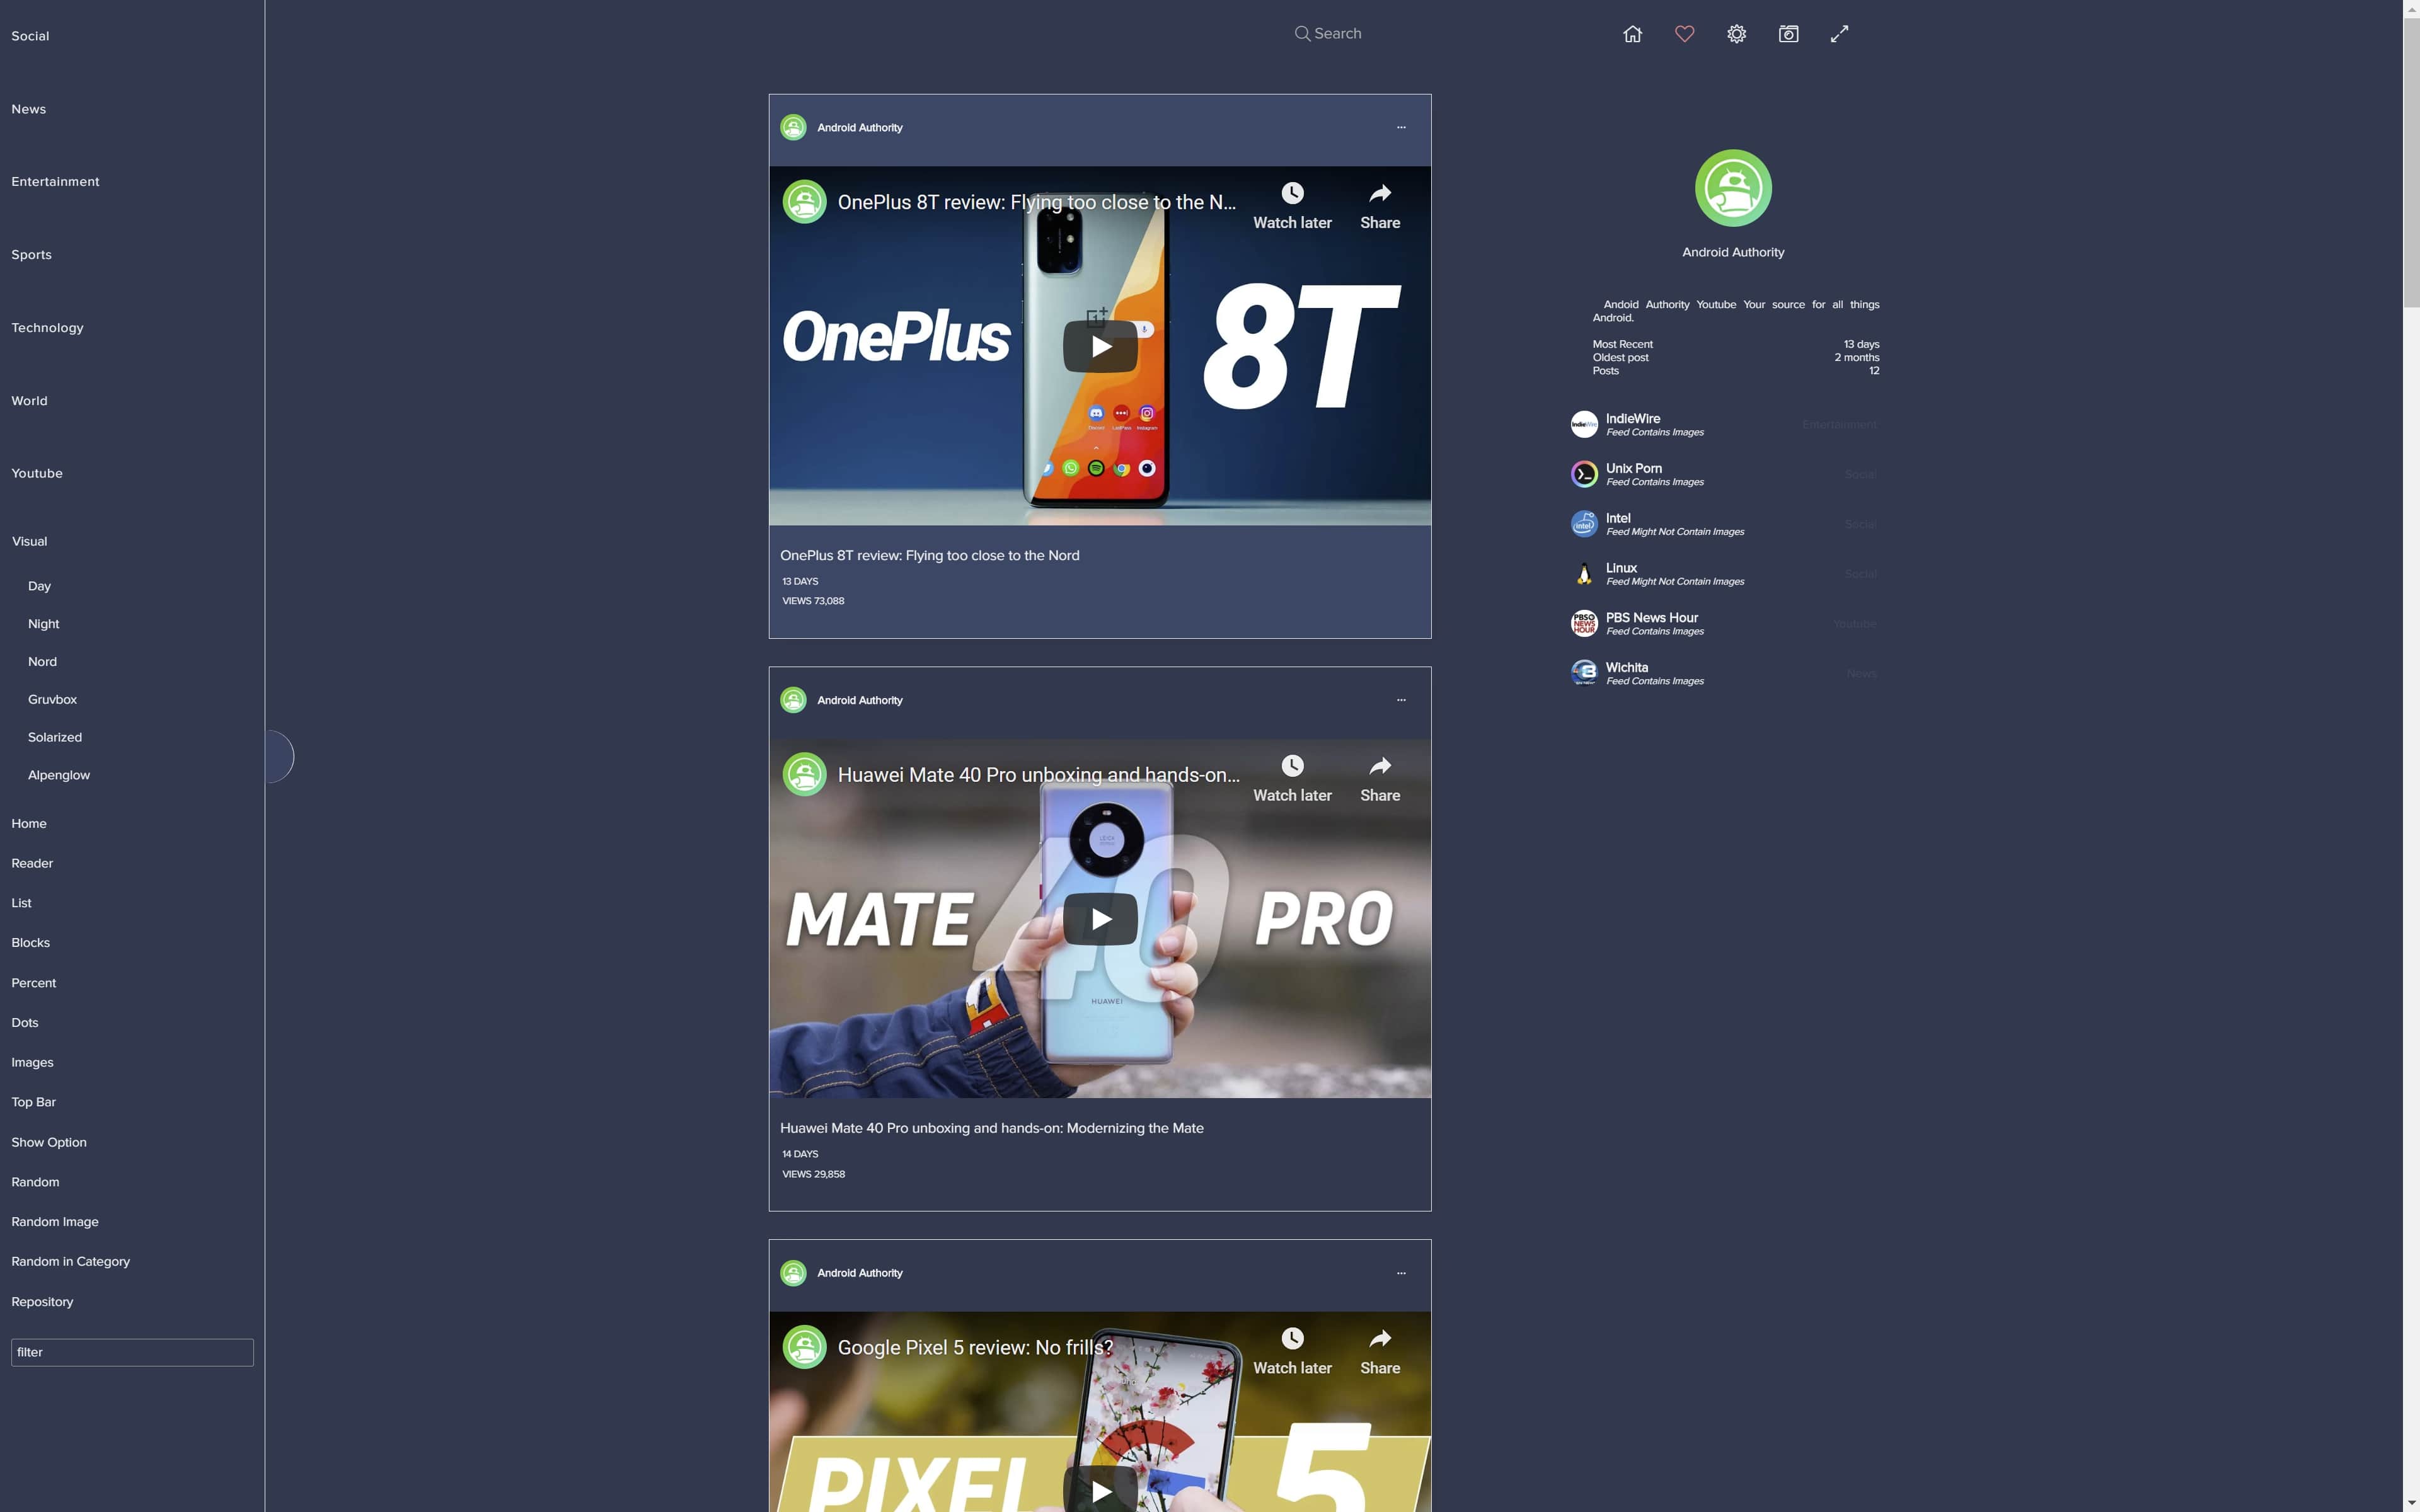 Social
News
Entertainment
Sports
Technology
World
Youtube
Visual
Day
Night
Nord
Gruvbox
Solarized
Alpenglow
Home
Reader
List
Blocks
Percent
Dots
Images
Top Bar
Show Option
Random
Random Image
Random in Category
Repository
filter
Search
Android Authority
...
OnePlus 8T review: Flying too close to the N...
Watch later
Share
OnePlus
8T
OnePlus 8T review: Flying too close to the Nord
13 DAYS
VIEWS 73,088
Android Authority
...
Huawei Mate 40 Pro unboxing and hands-on...
Watch later
Share
MATE
40
PRO
HUAWEI
Huawei Mate 40 Pro unboxing and hands-on: Modernizing the Mate
14 DAYS
VIEWS 29,858
Android Authority
...
Google Pixel 5 review: No frills?
Watch later
Share
PIXEL
5
Android Authority
Andoid Authority Youtube Your source for all things
Android.
Most Recent 13 days
Oldest post 2 months
Posts 12
IndieWire
Feed Contains Images
Entertainment
Unix Porn
Feed Contains Images
Social
intel
Intel
Feed Might Not Contain Images
Social
Linux
Feed Might Not Contain Images
Social
PBSO
NEWS
HOUR
PBS News Hour
Feed Contains Images
Youtube
Wichita
Feed Contains Images
News